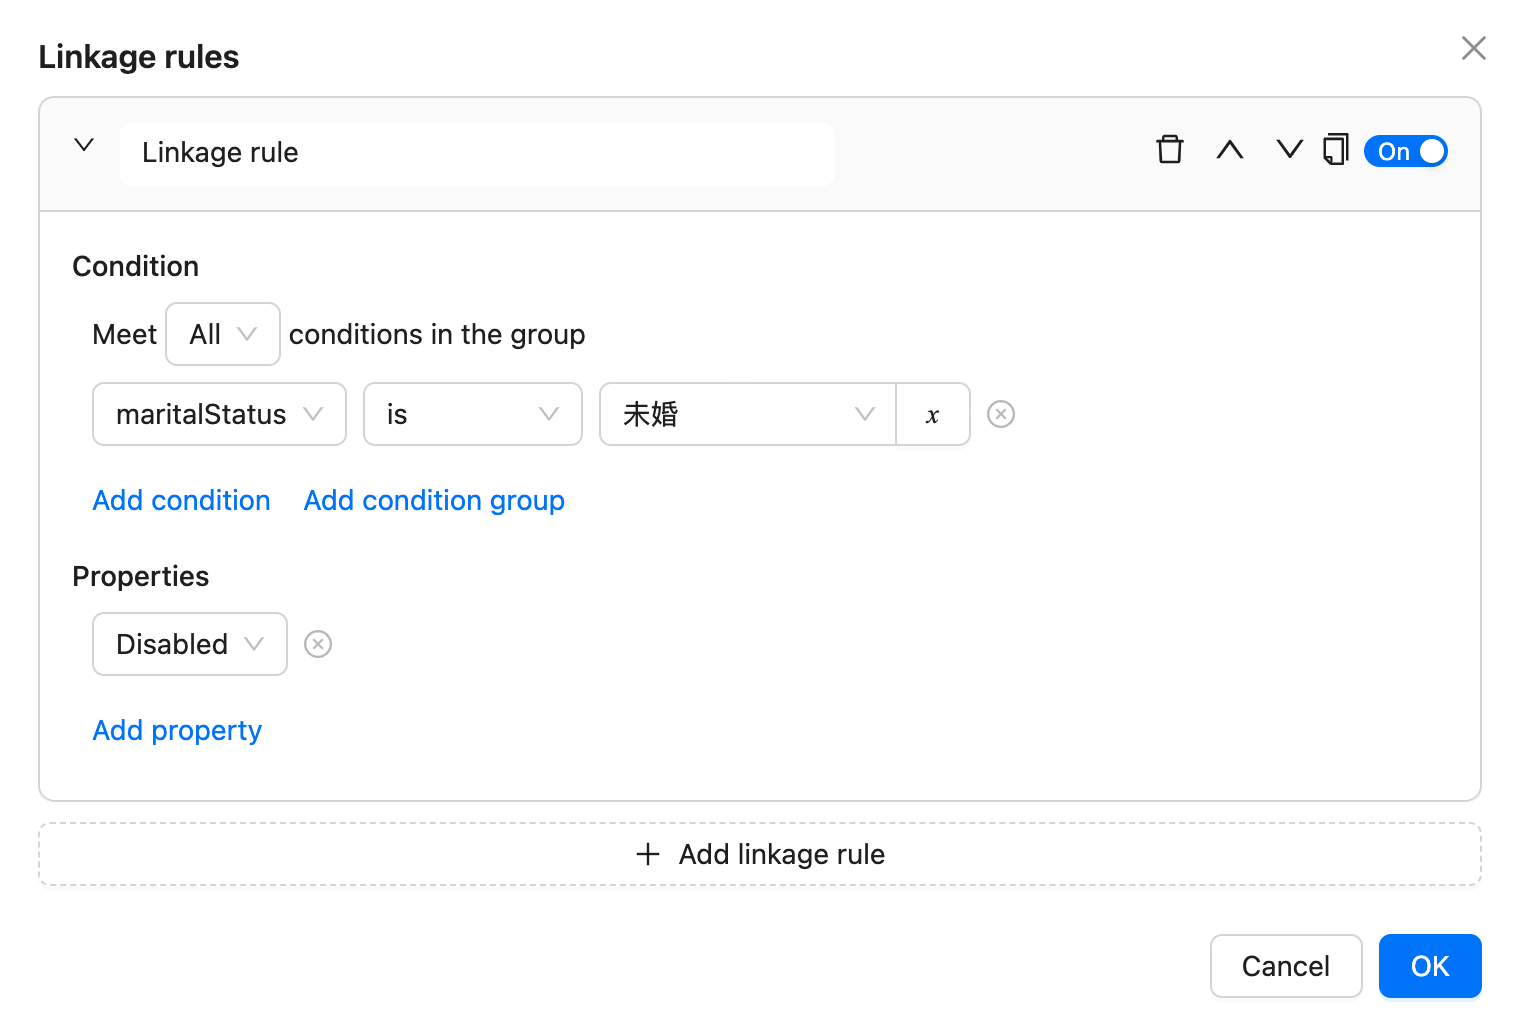 Linkage rules
Linkage rule
On
Condition
Meet All conditions in the group
maritalStatus is 未婚 x
Add condition Add condition group
Properties
Disabled
Add property
Add linkage rule
Cancel OK